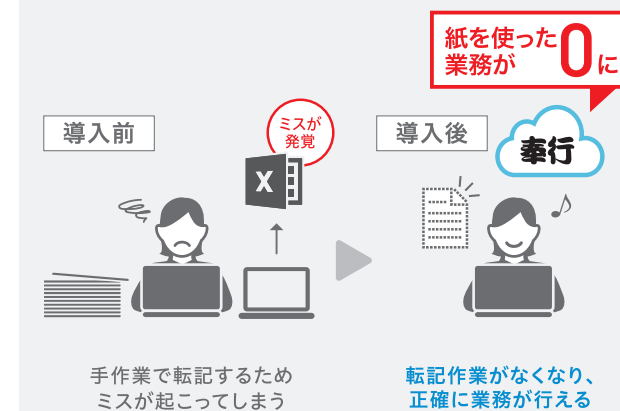 紙を使った
業務が0に
導入前
ミスが
発覚
X
導入後
奉行
手作業で転記するため
ミスが起こってしまう
転記作業がなくなり、
正確に業務が行える